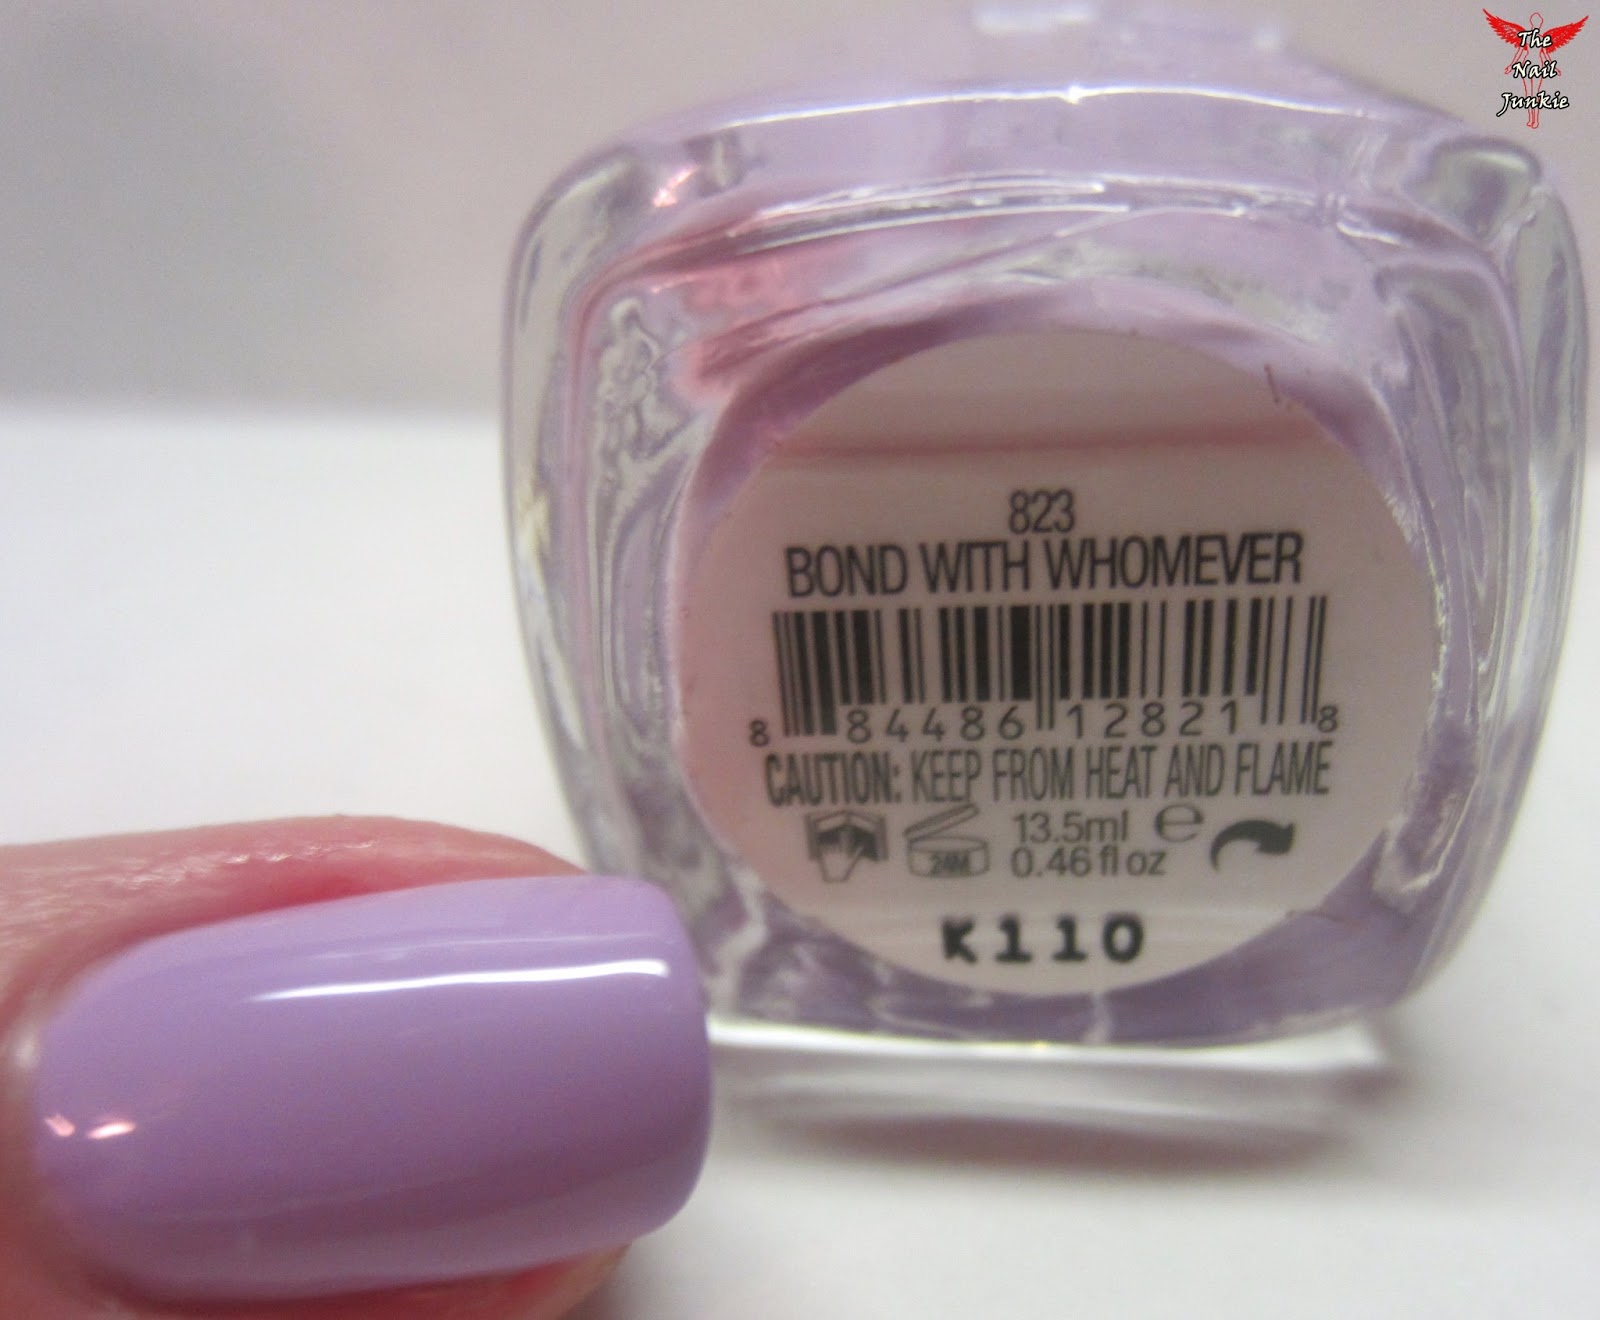 The
Nail
Junkie
823
BOND WITH WHOMEVER
8 84486 12821 8
CAUTION: KEEP FROM HEAT AND FLAME
24M 13.5ml e
0.46 fl oz
K110